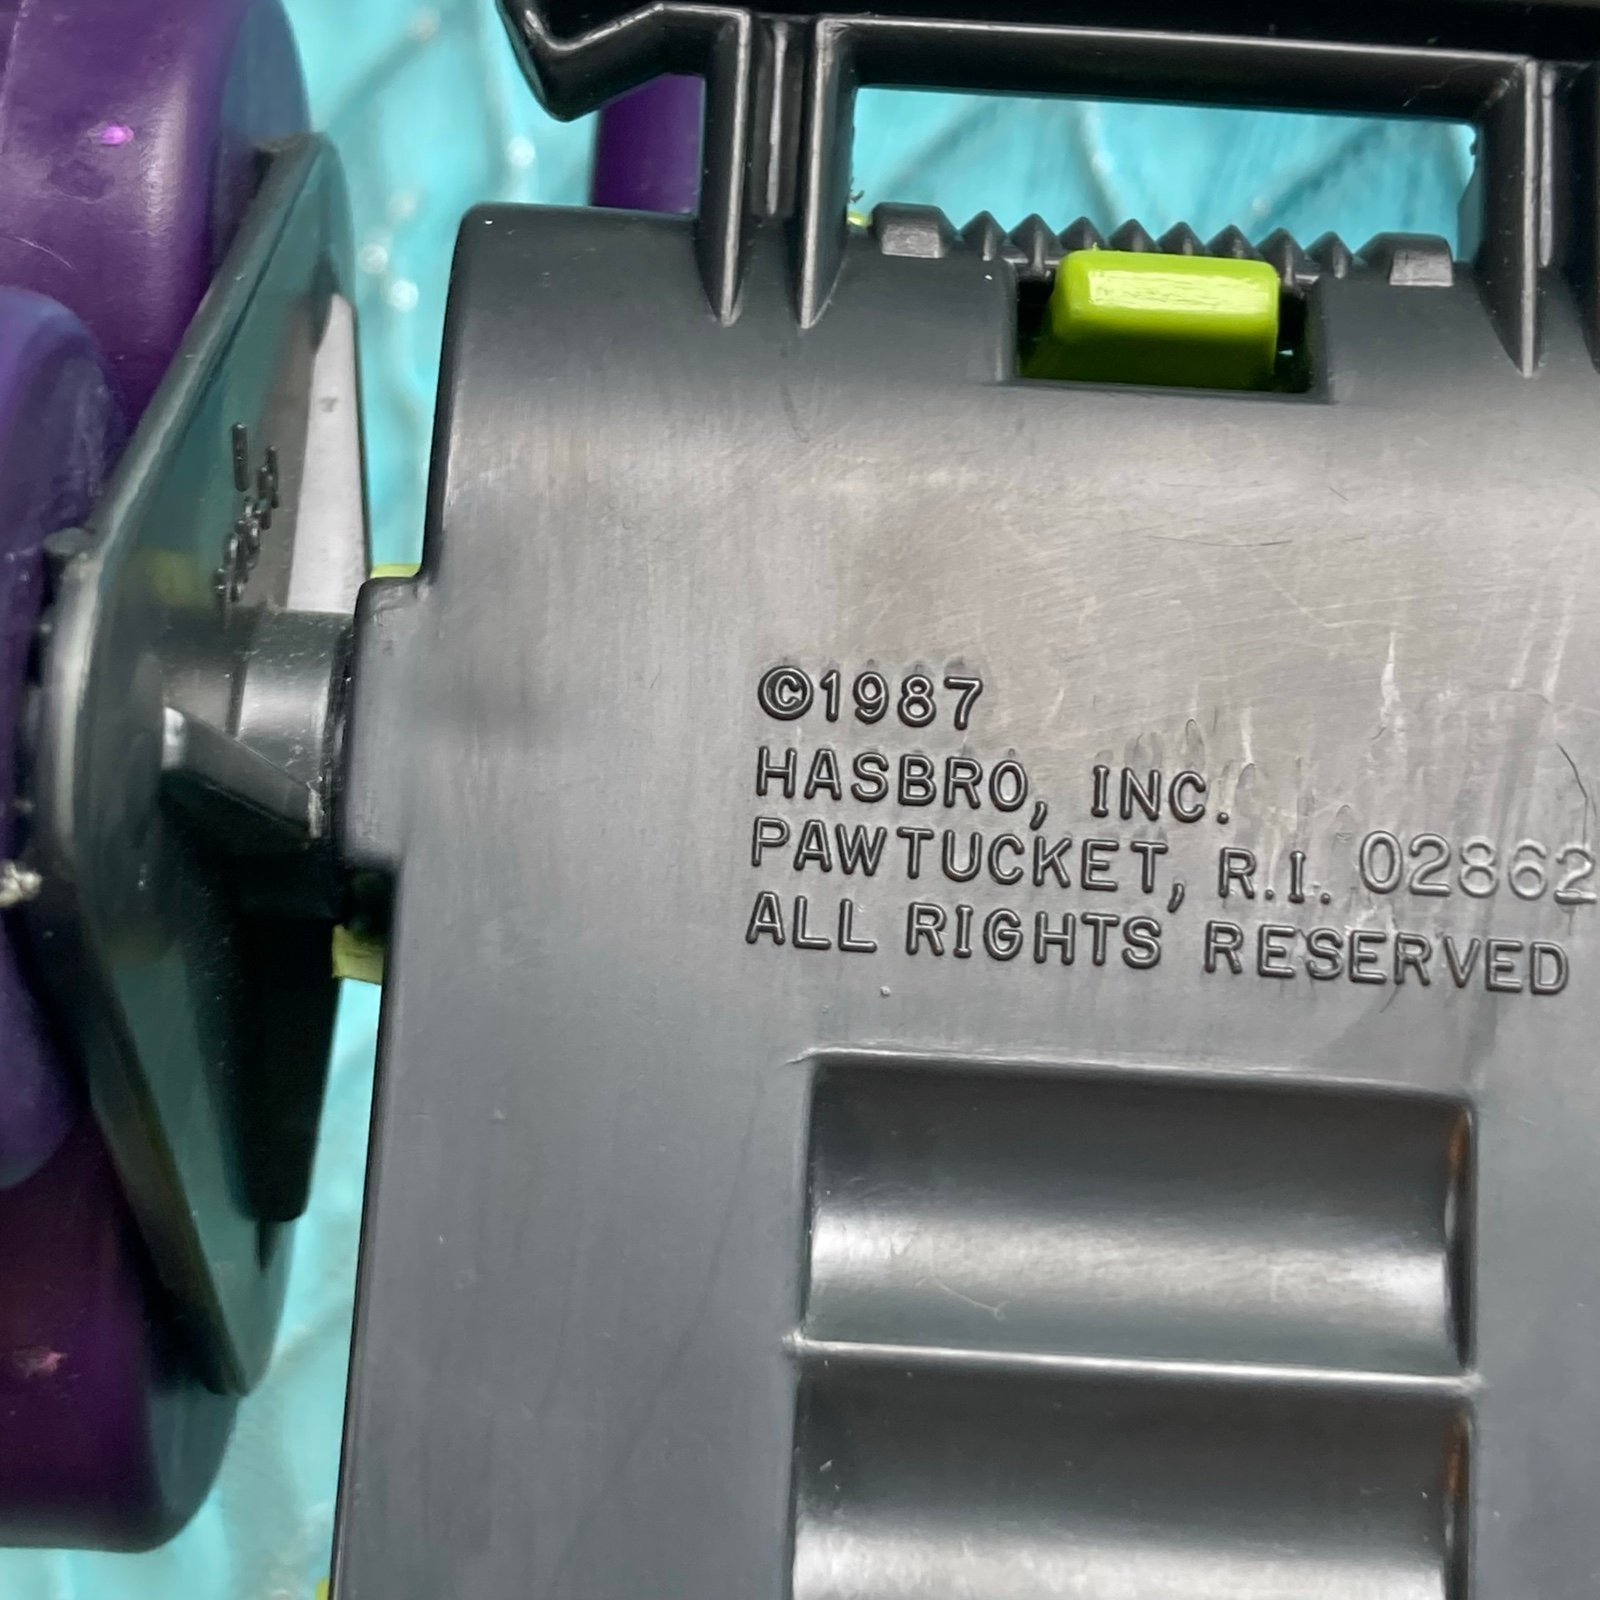 ©1987
HASBRO, INC.
PAWTUCKET, R.I. 02862
ALL RIGHTS RESERVED